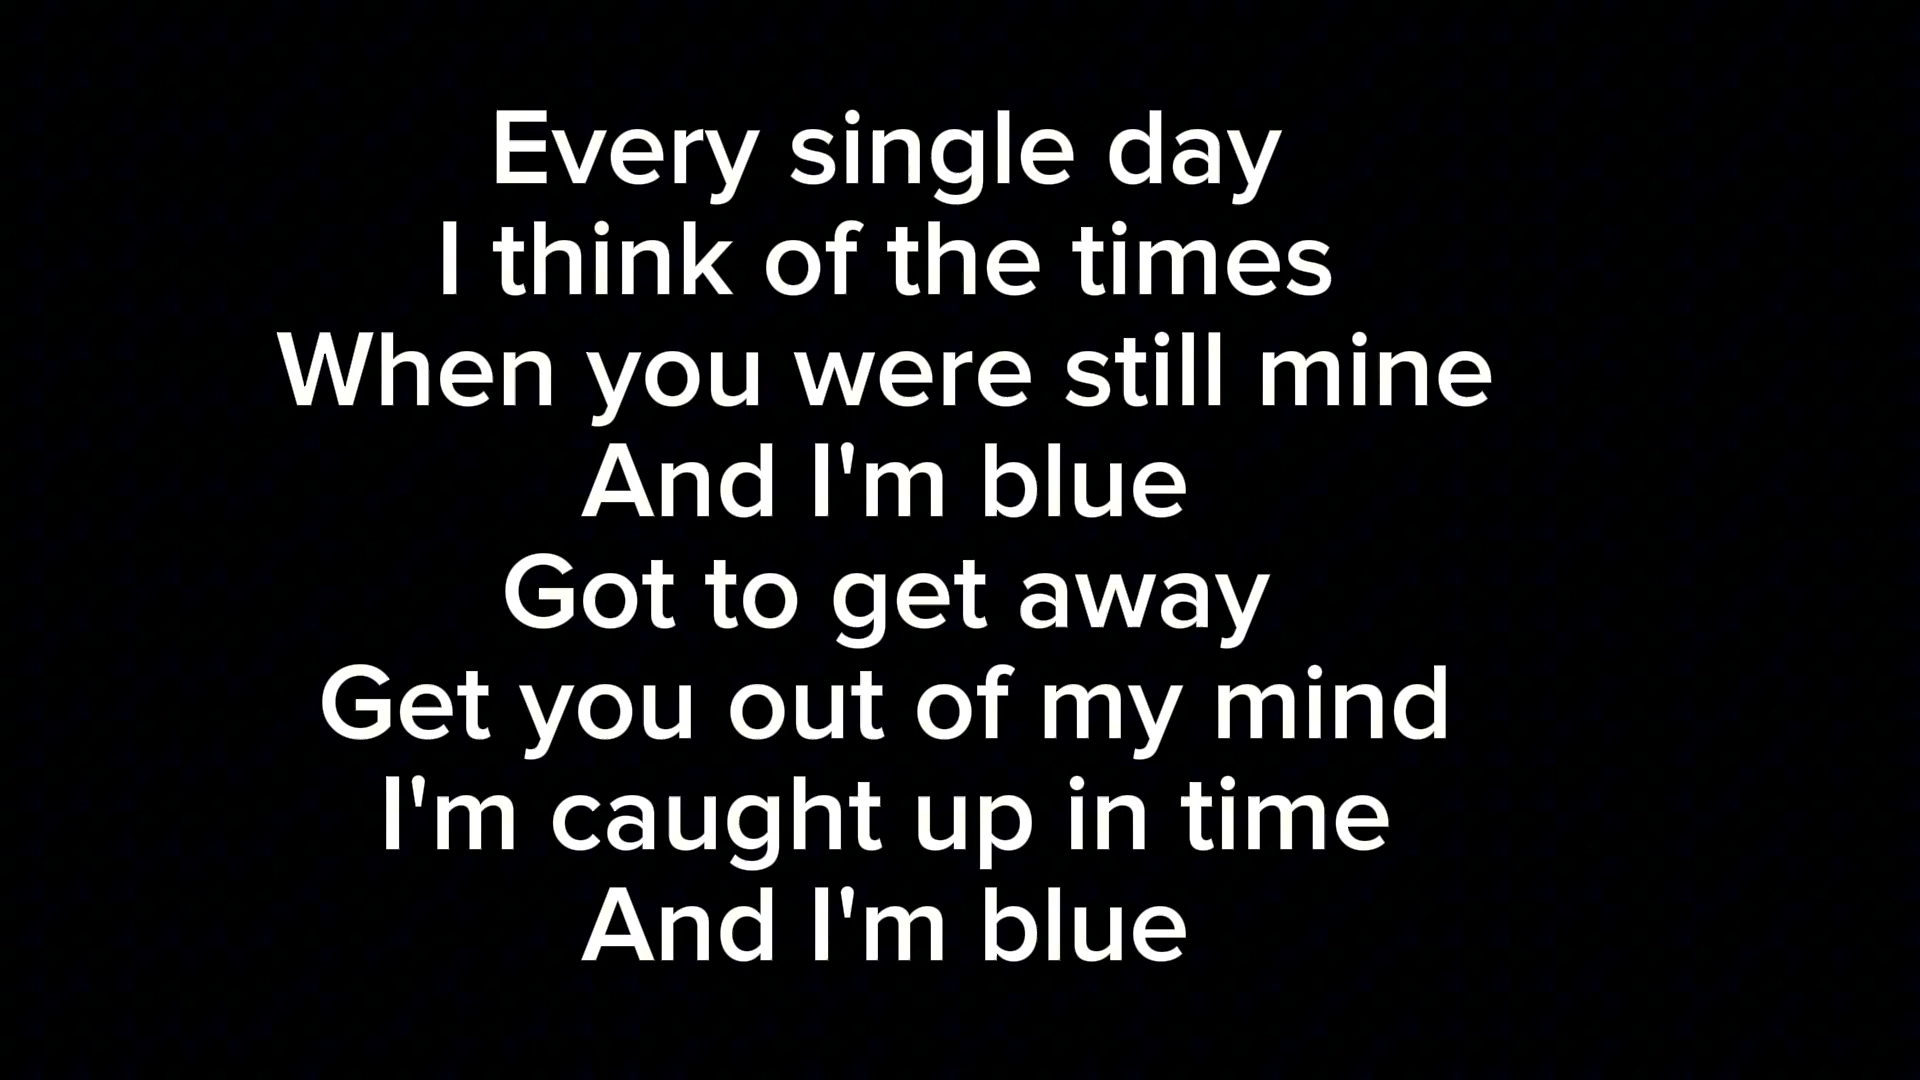 Every single day
I think of the times
When you were still mine
And I'm blue
Got to get away
Get you out of my mind
I'm caught up in time
And I'm blue